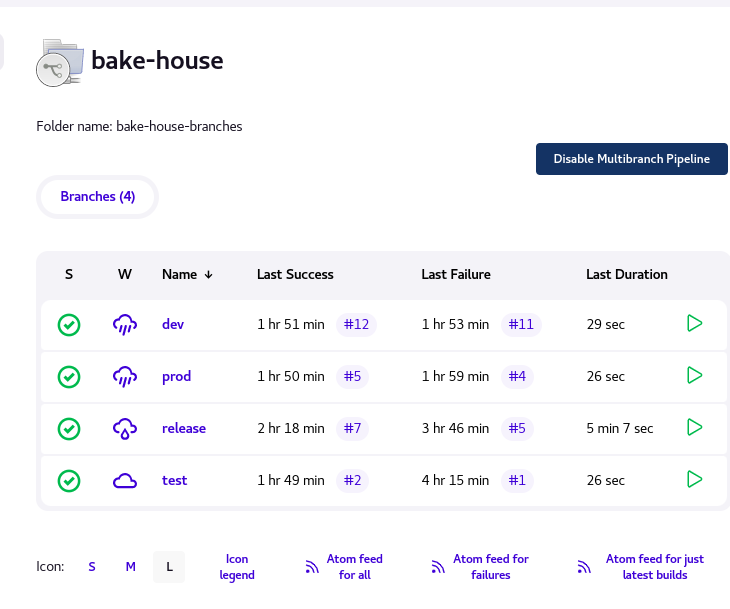 bake-house
Folder name: bake-house-branches
Disable Multibranch Pipeline
Branches (4)
S W Name ↓ Last Success Last Failure Last Duration
dev 1 hr 51 min #12 1 hr 53 min #11 29 sec
prod 1 hr 50 min #5 1 hr 59 min #4 26 sec
release 2 hr 18 min #7 3 hr 46 min #5 5 min 7 sec
test 1 hr 49 min #2 4 hr 15 min #1 26 sec
Icon: S M L
Icon
legend
Atom feed
for all
Atom feed for
failures
Atom feed for just
latest builds